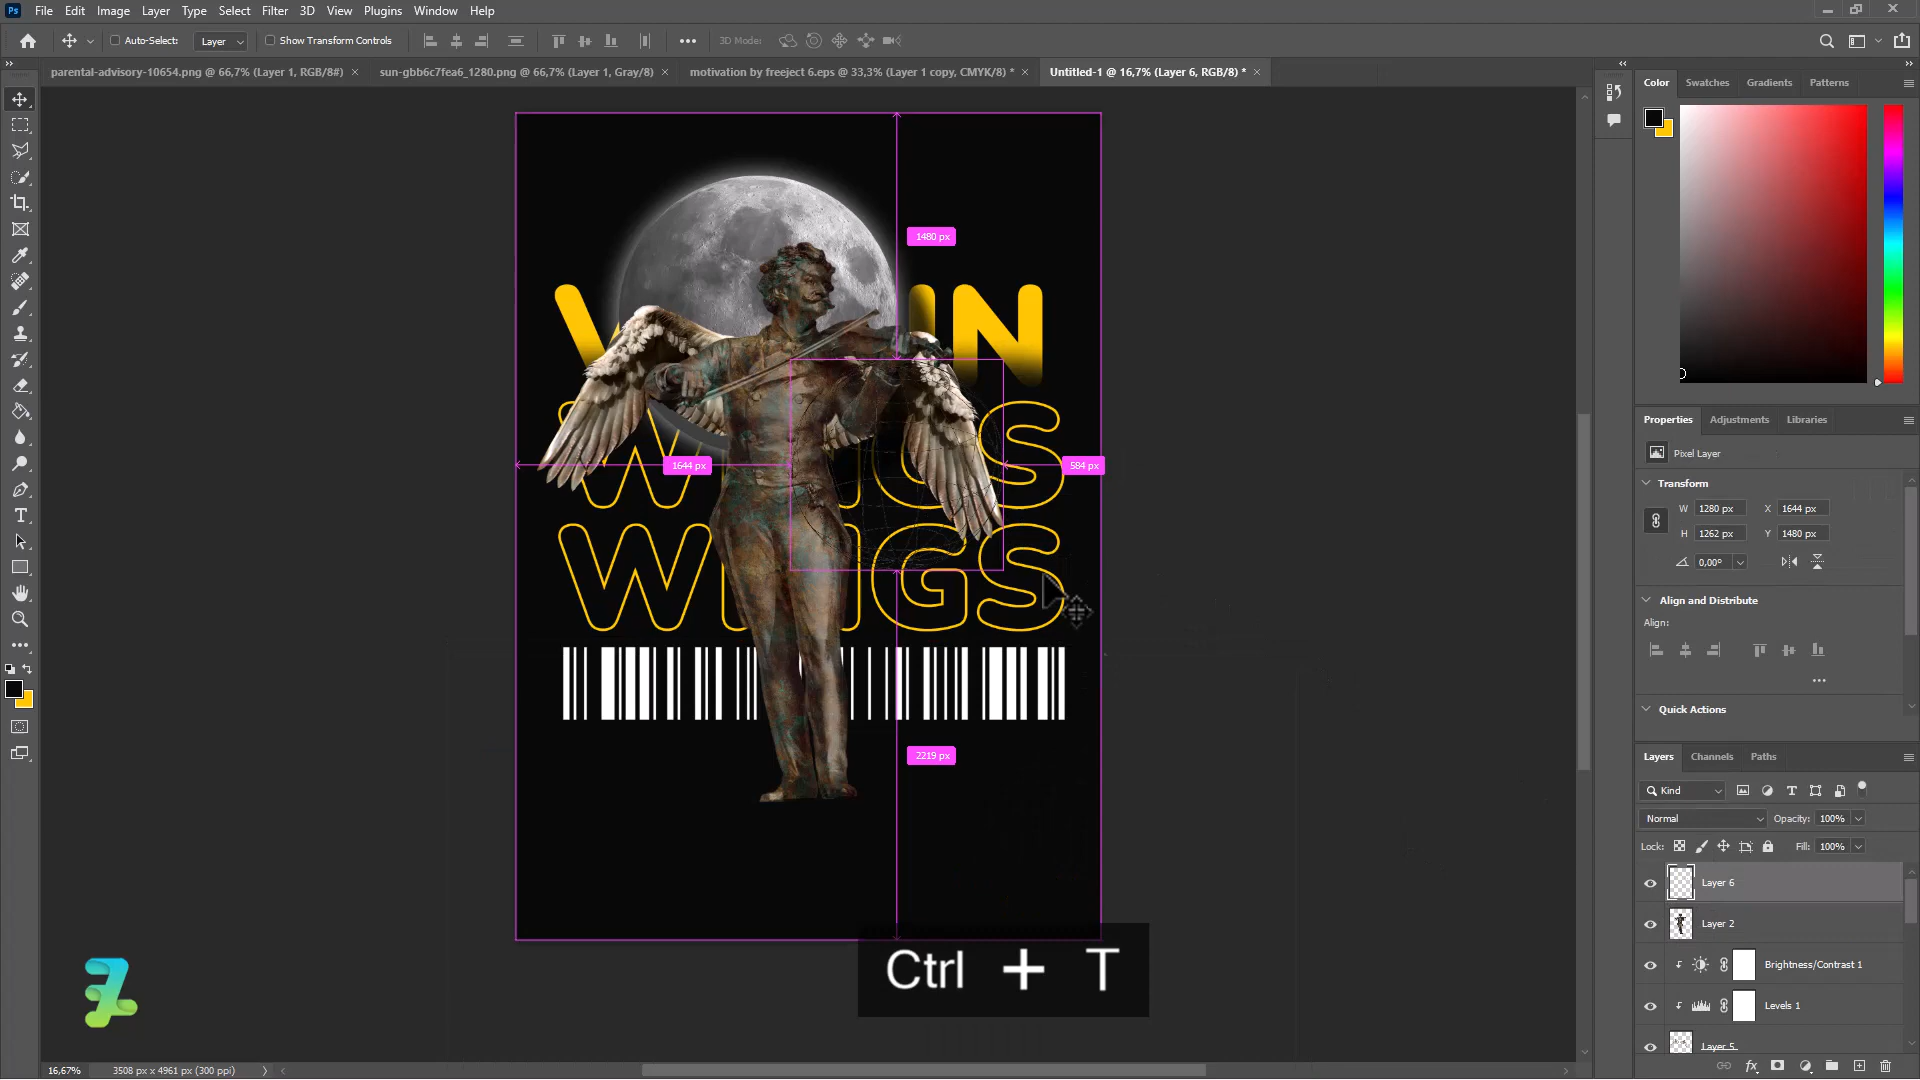 Ps File Edit Image Layer Type Select Filter 3D View Plugins Window Help
Auto-Select: Layer Show Transform Controls 3D Mode:
parental-advisory-10654.png @ 66,7% (Layer 1, RGB/8#) sun-gbb6c7fea6_1280.png @ 66,7% (Layer 1, Gray/8) motivation by freeject 6.eps @ 33,3% (Layer 1 copy, CMYK/8) * Untitled-1 @ 16,7% (Layer 6, RGB/8) *
Color Swatches Gradients Patterns
1480 px
IN
1644 px
584 px
WINGS
WINGS
2219 px
Properties Adjustments Libraries
Pixel Layer
Transform
W 1280 px X 1644 px
H 1262 px Y 1480 px
0,00°
Align and Distribute
Align:
Quick Actions
Layers Channels Paths
Kind
Normal Opacity: 100%
Lock: Fill: 100%
Layer 6
Layer 2
Brightness/Contrast 1
Levels 1
Layer 5
Ctrl + T
16,67% 3508 px x 4961 px (300 ppi)